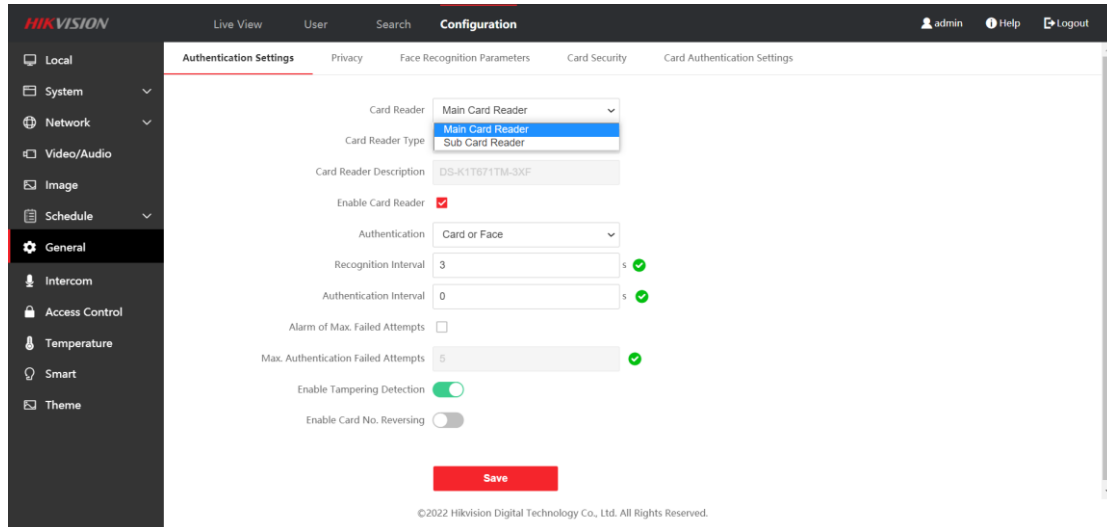 HIKVISION Live View User Search Configuration admin Help Logout
Local
System
Network
Video/Audio
Image
Schedule
General
Intercom
Access Control
Temperature
Smart
Theme
Authentication Settings Privacy Face Recognition Parameters Card Security Card Authentication Settings
Card Reader Main Card Reader
Main Card Reader
Card Reader Type Sub Card Reader
Card Reader Description DS-K1T671TM-3XF
Enable Card Reader
Authentication Card or Face
Recognition Interval 3 s
Authentication Interval 0 s
Alarm of Max. Failed Attempts
Max. Authentication Failed Attempts 5
Enable Tampering Detection
Enable Card No. Reversing
Save
©2022 Hikvision Digital Technology Co., Ltd. All Rights Reserved.